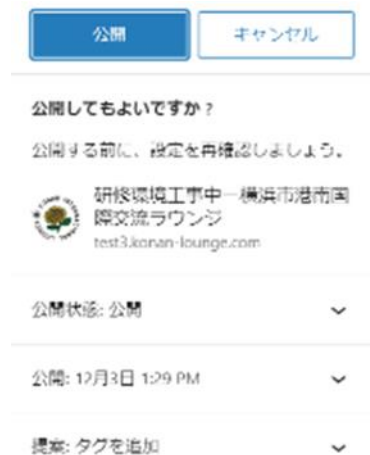 公開 キャンセル
公開してもよいですか ?
公開する前に、設定を再確認しましょう。
研修環境工事中ー横浜市港南国
際交流ラウンジ
test3.konan-lounge.com
公開状態: 公開
公開: 12月3日 1:29 PM
提案: タグを追加